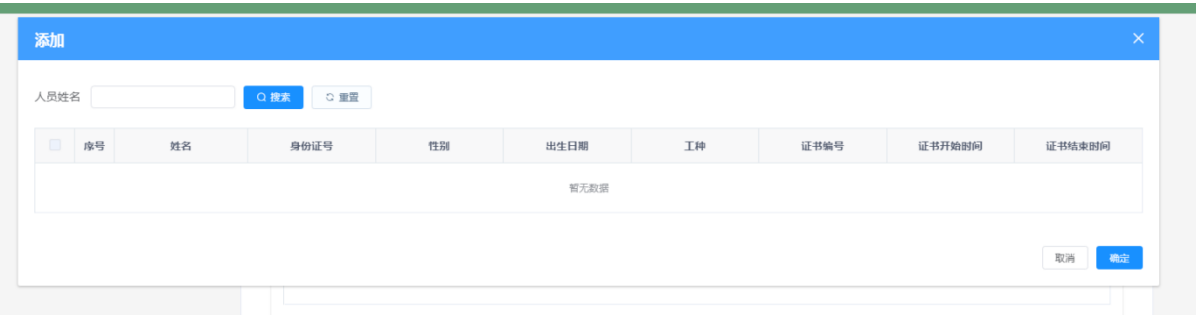 添加
人员姓名 搜索 重置
序号 姓名 身份证号 性别 出生日期 工种 证书编号 证书开始时间 证书结束时间
暂无数据
取消 确定